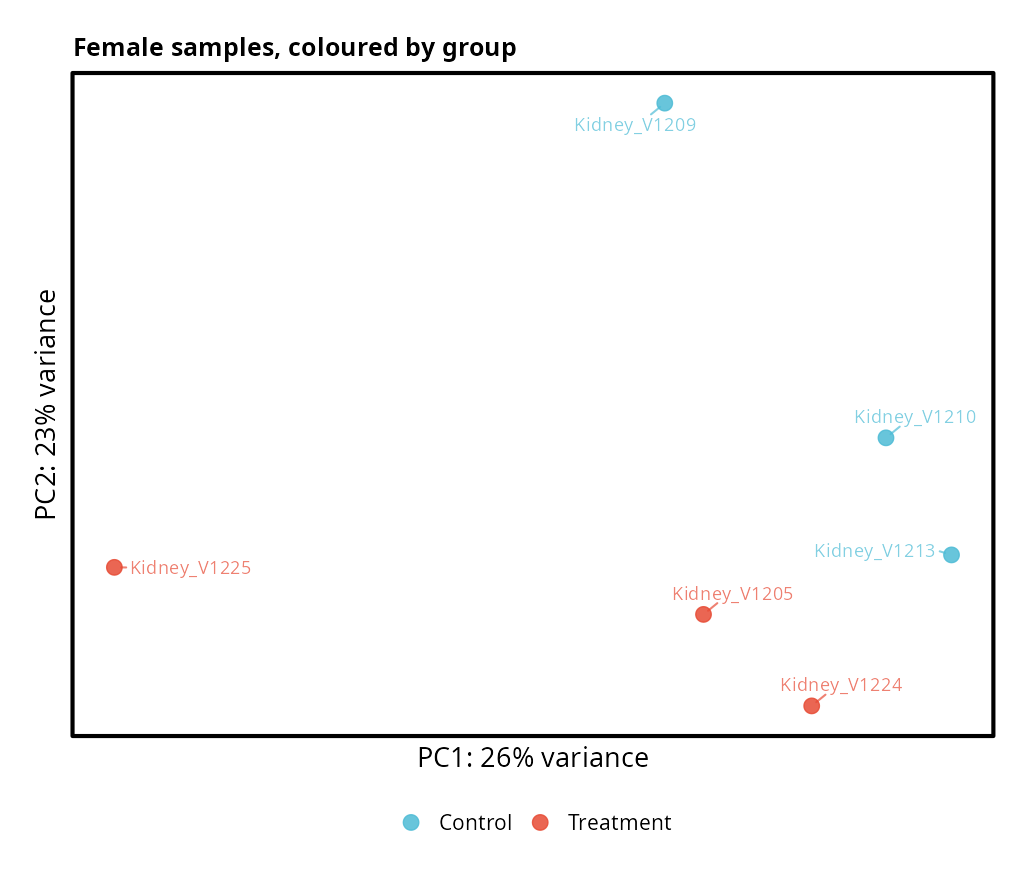 Female samples, coloured by group
Kidney_V1209
Kidney_V1210
Kidney_V1213
Kidney_V1225
Kidney_V1205
Kidney_V1224
PC2: 23% variance
PC1: 26% variance
Control
Treatment